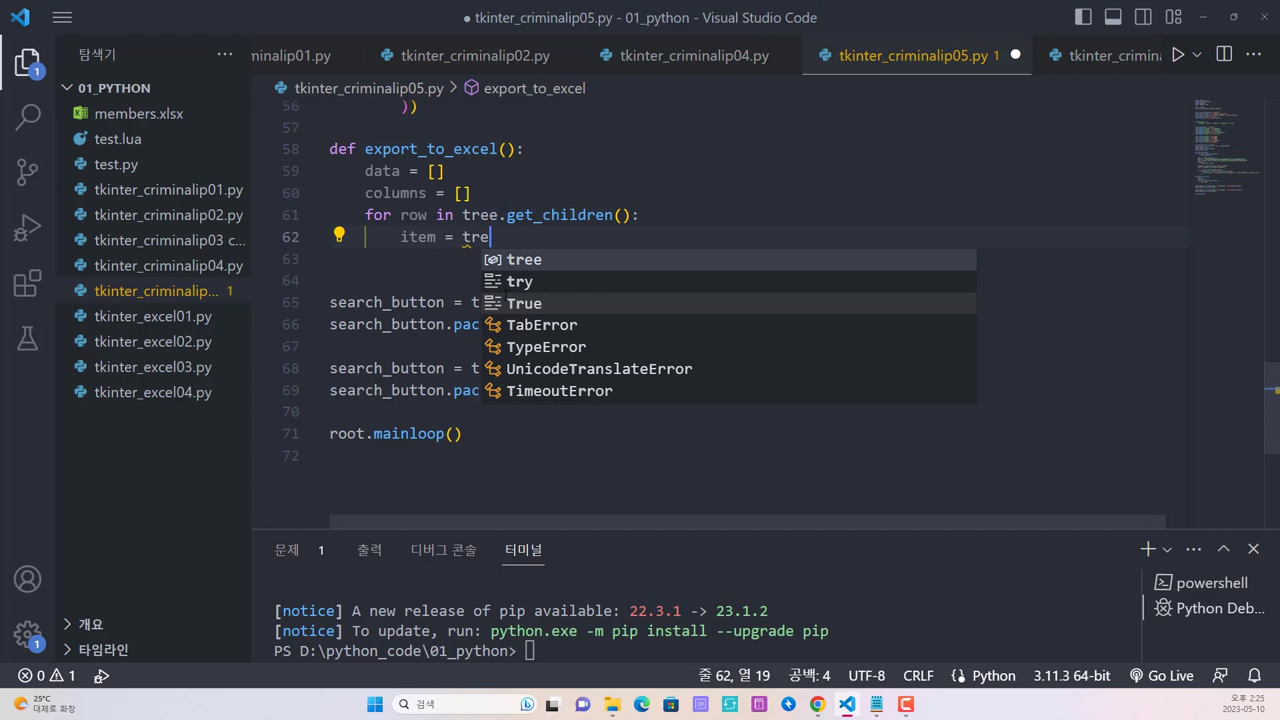 tkinter_criminalip05.py - 01_python - Visual Studio Code
탐색기
minalip01.py
tkinter_criminalip02.py
tkinter_criminalip04.py
tkinter_criminalip05.py 1
tkinter_crimina
01_PYTHON
members.xlsx
test.lua
test.py
tkinter_criminalip01.py
tkinter_criminalip02.py
tkinter_criminalip03 c...
tkinter_criminalip04.py
tkinter_criminalip... 1
tkinter_excel01.py
tkinter_excel02.py
tkinter_excel03.py
tkinter_excel04.py
개요
타임라인
1
1
tkinter_criminalip05.py > export_to_excel
56 ))
57
58 def export_to_excel():
59 data = []
60 columns = []
61 for row in tree.get_children():
62 item = tre
63
64
65 search_button = t
66 search_button.pac
67
68 search_button = t
69 search_button.pac
70
71 root.mainloop()
72
tree
try
True
TabError
TypeError
UnicodeTranslateError
TimeoutError
문제 1 출력 디버그 콘솔 터미널
[notice] A new release of pip available: 22.3.1 -> 23.1.2
[notice] To update, run: python.exe -m pip install --upgrade pip
PS D:\python_code\01_python>
powershell
Python Deb...
0 1
줄 62, 열 19 공백: 4 UTF-8 CRLF Python 3.11.3 64-bit Go Live
25°C
대체로 화창
검색
오후 2:25
2023-05-10